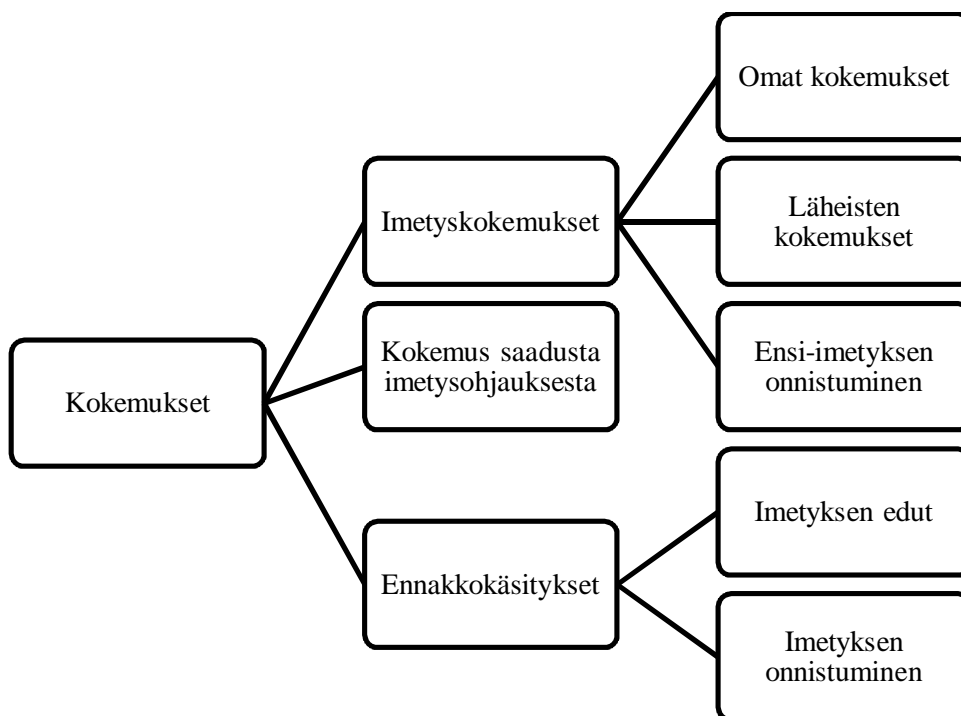 Kokemukset
Imetyskokemukset
Omat kokemukset
Läheisten
kokemukset
Ensi-imetyksen
onnistuminen
Kokemus saadusta
imetysohjauksesta
Ennakkokäsitykset
Imetyksen edut
Imetyksen
onnistuminen